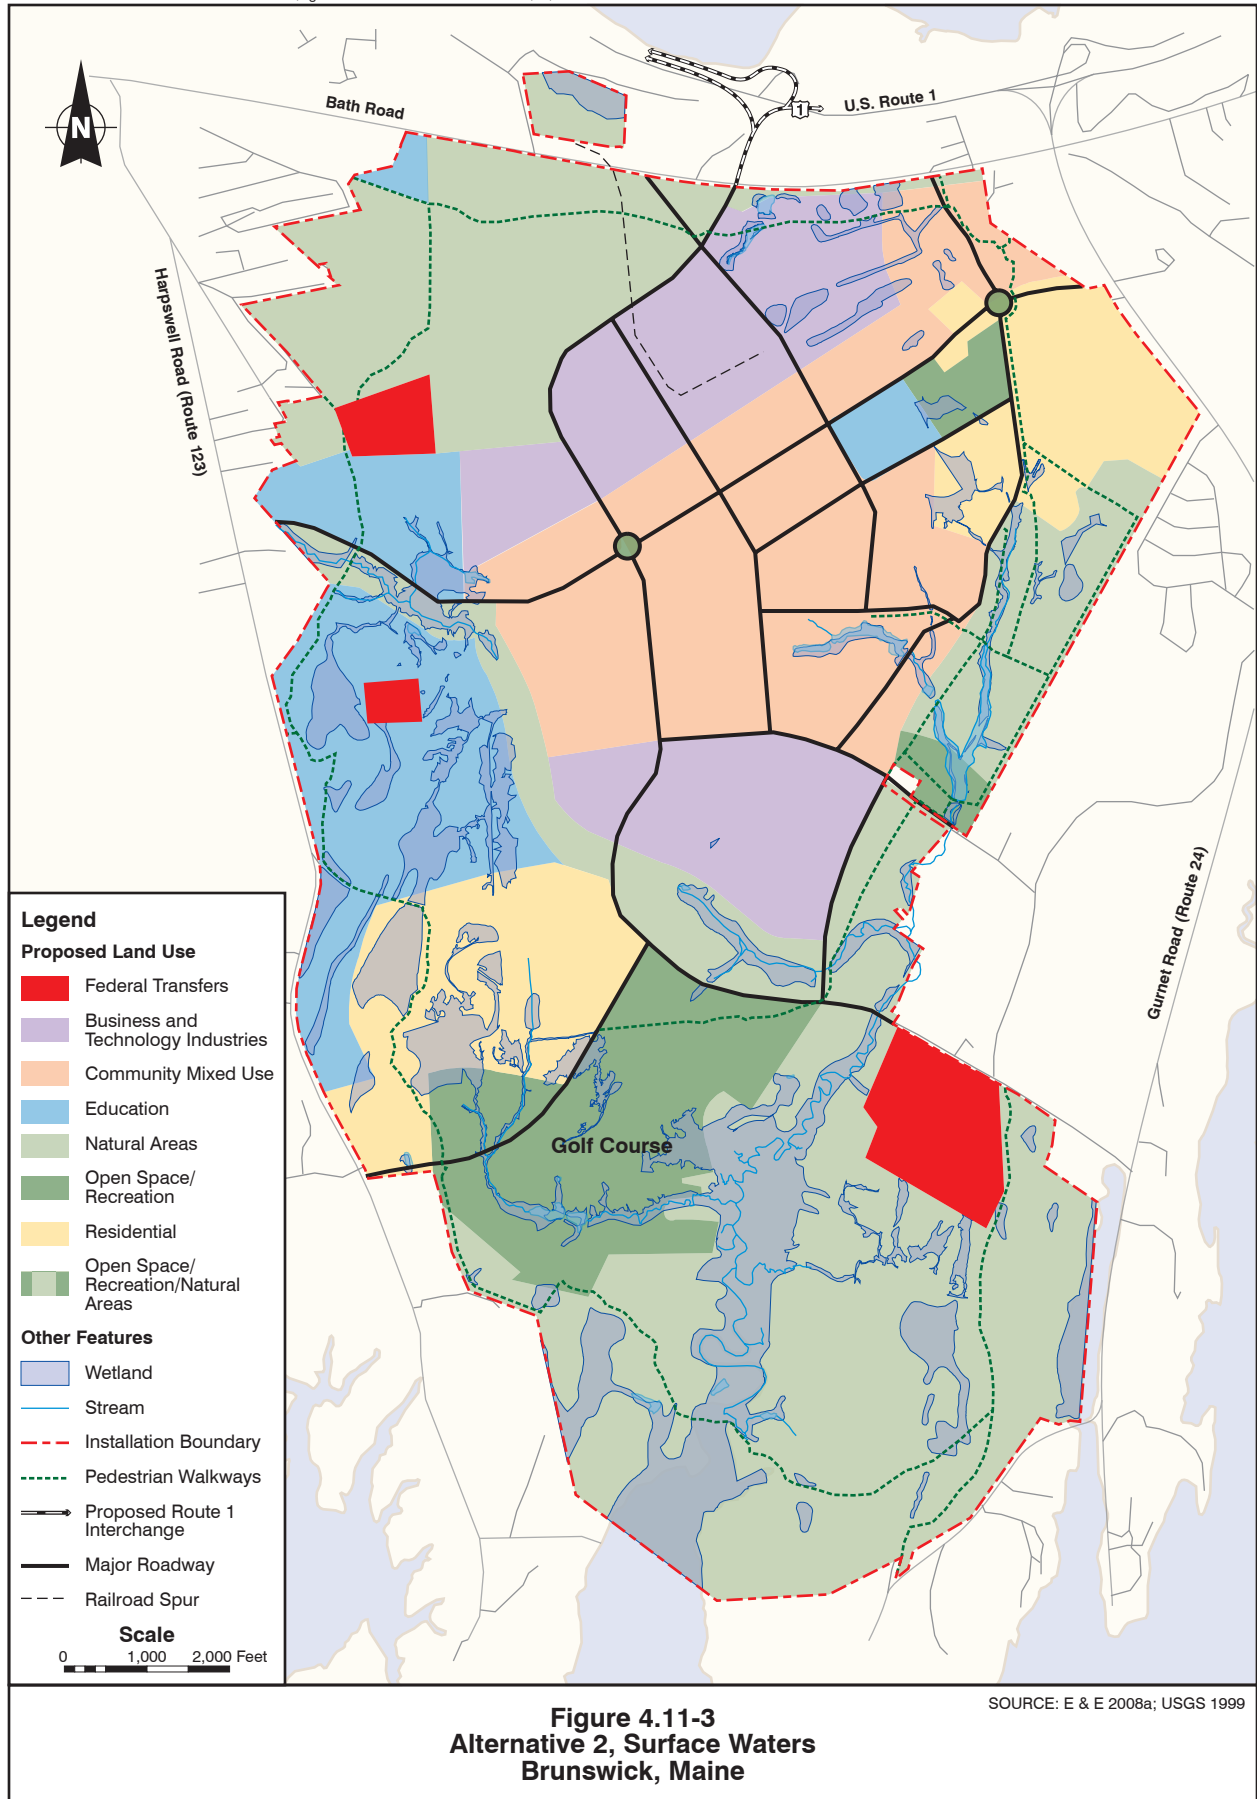 Bath Road
U.S. Route 1
1
N
Harpswell Road (Route 123)
Gurnet Road (Route 24)
Golf Course
Legend
Proposed Land Use
Federal Transfers
Business and
Technology Industries
Community Mixed Use
Education
Natural Areas
Open Space/
Recreation
Residential
Open Space/
Recreation/Natural
Areas
Other Features
Wetland
Stream
Installation Boundary
Pedestrian Walkways
Proposed Route 1
Interchange
Major Roadway
Railroad Spur
Scale
0 1,000 2,000 Feet
SOURCE: E & E 2008a; USGS 1999
Figure 4.11-3
Alternative 2, Surface Waters
Brunswick, Maine